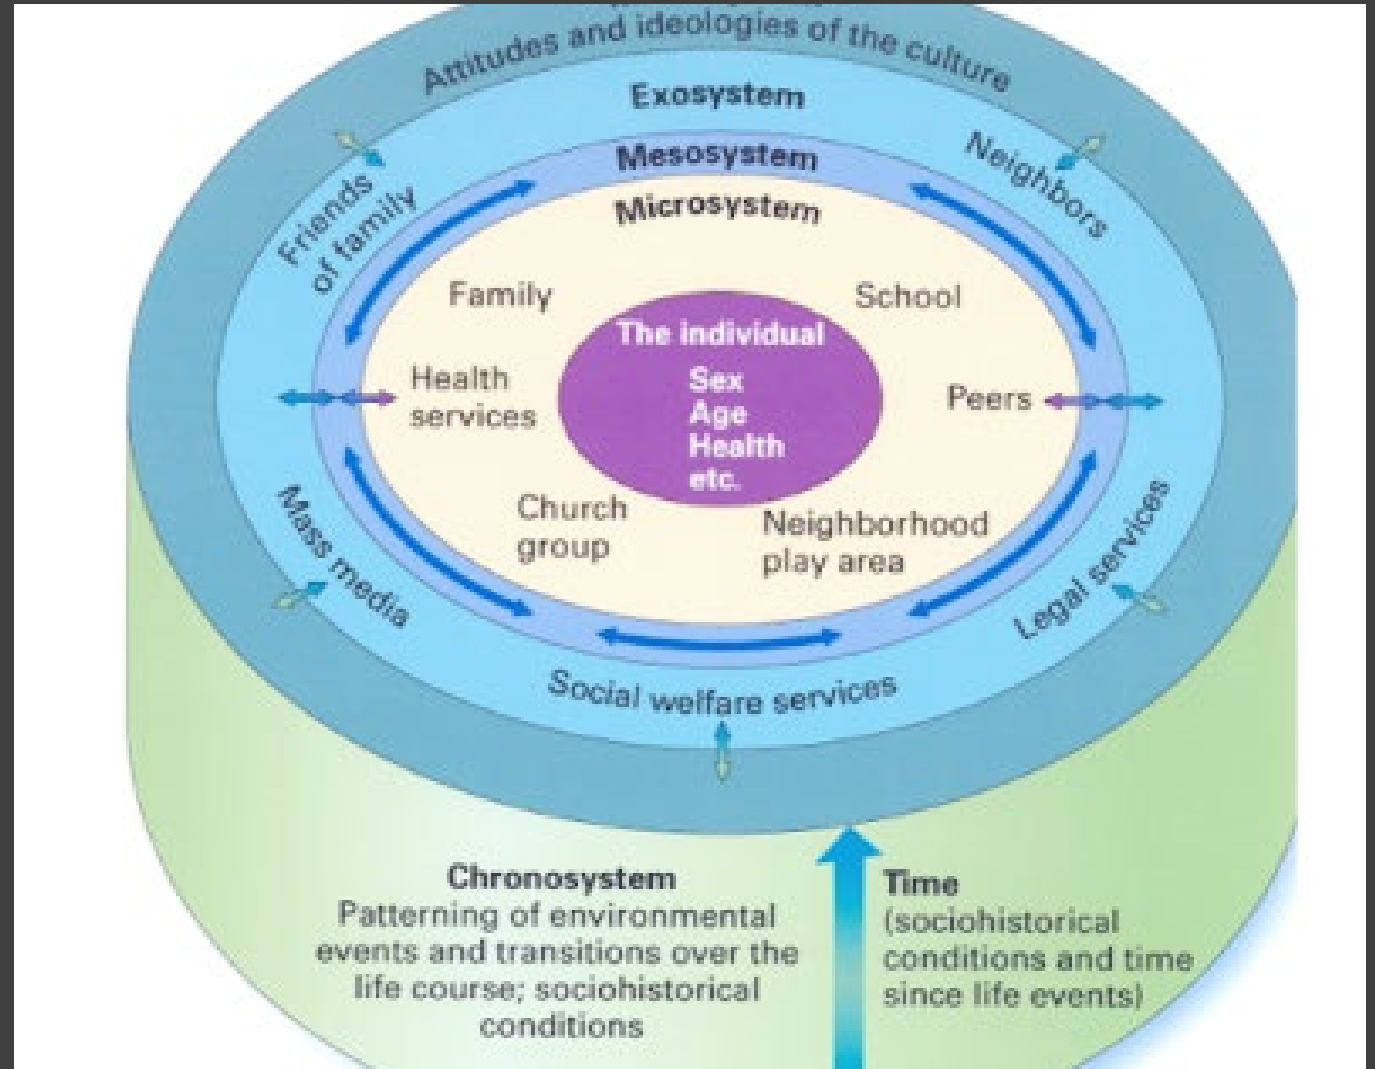 Attitudes and ideologies of the culture
Exosystem
Mesosystem
Microsystem
Friends
of family
Neighbors
Family
School
The individual
Sex
Age
Health
etc.
Health
services
Peers
Church
group
Neighborhood
play area
Mass media
Legal services
Social welfare services
Chronosystem
Patterning of environmental
events and transitions over the
life course; sociohistorical
conditions
Time
(sociohistorical
conditions and time
since life events)